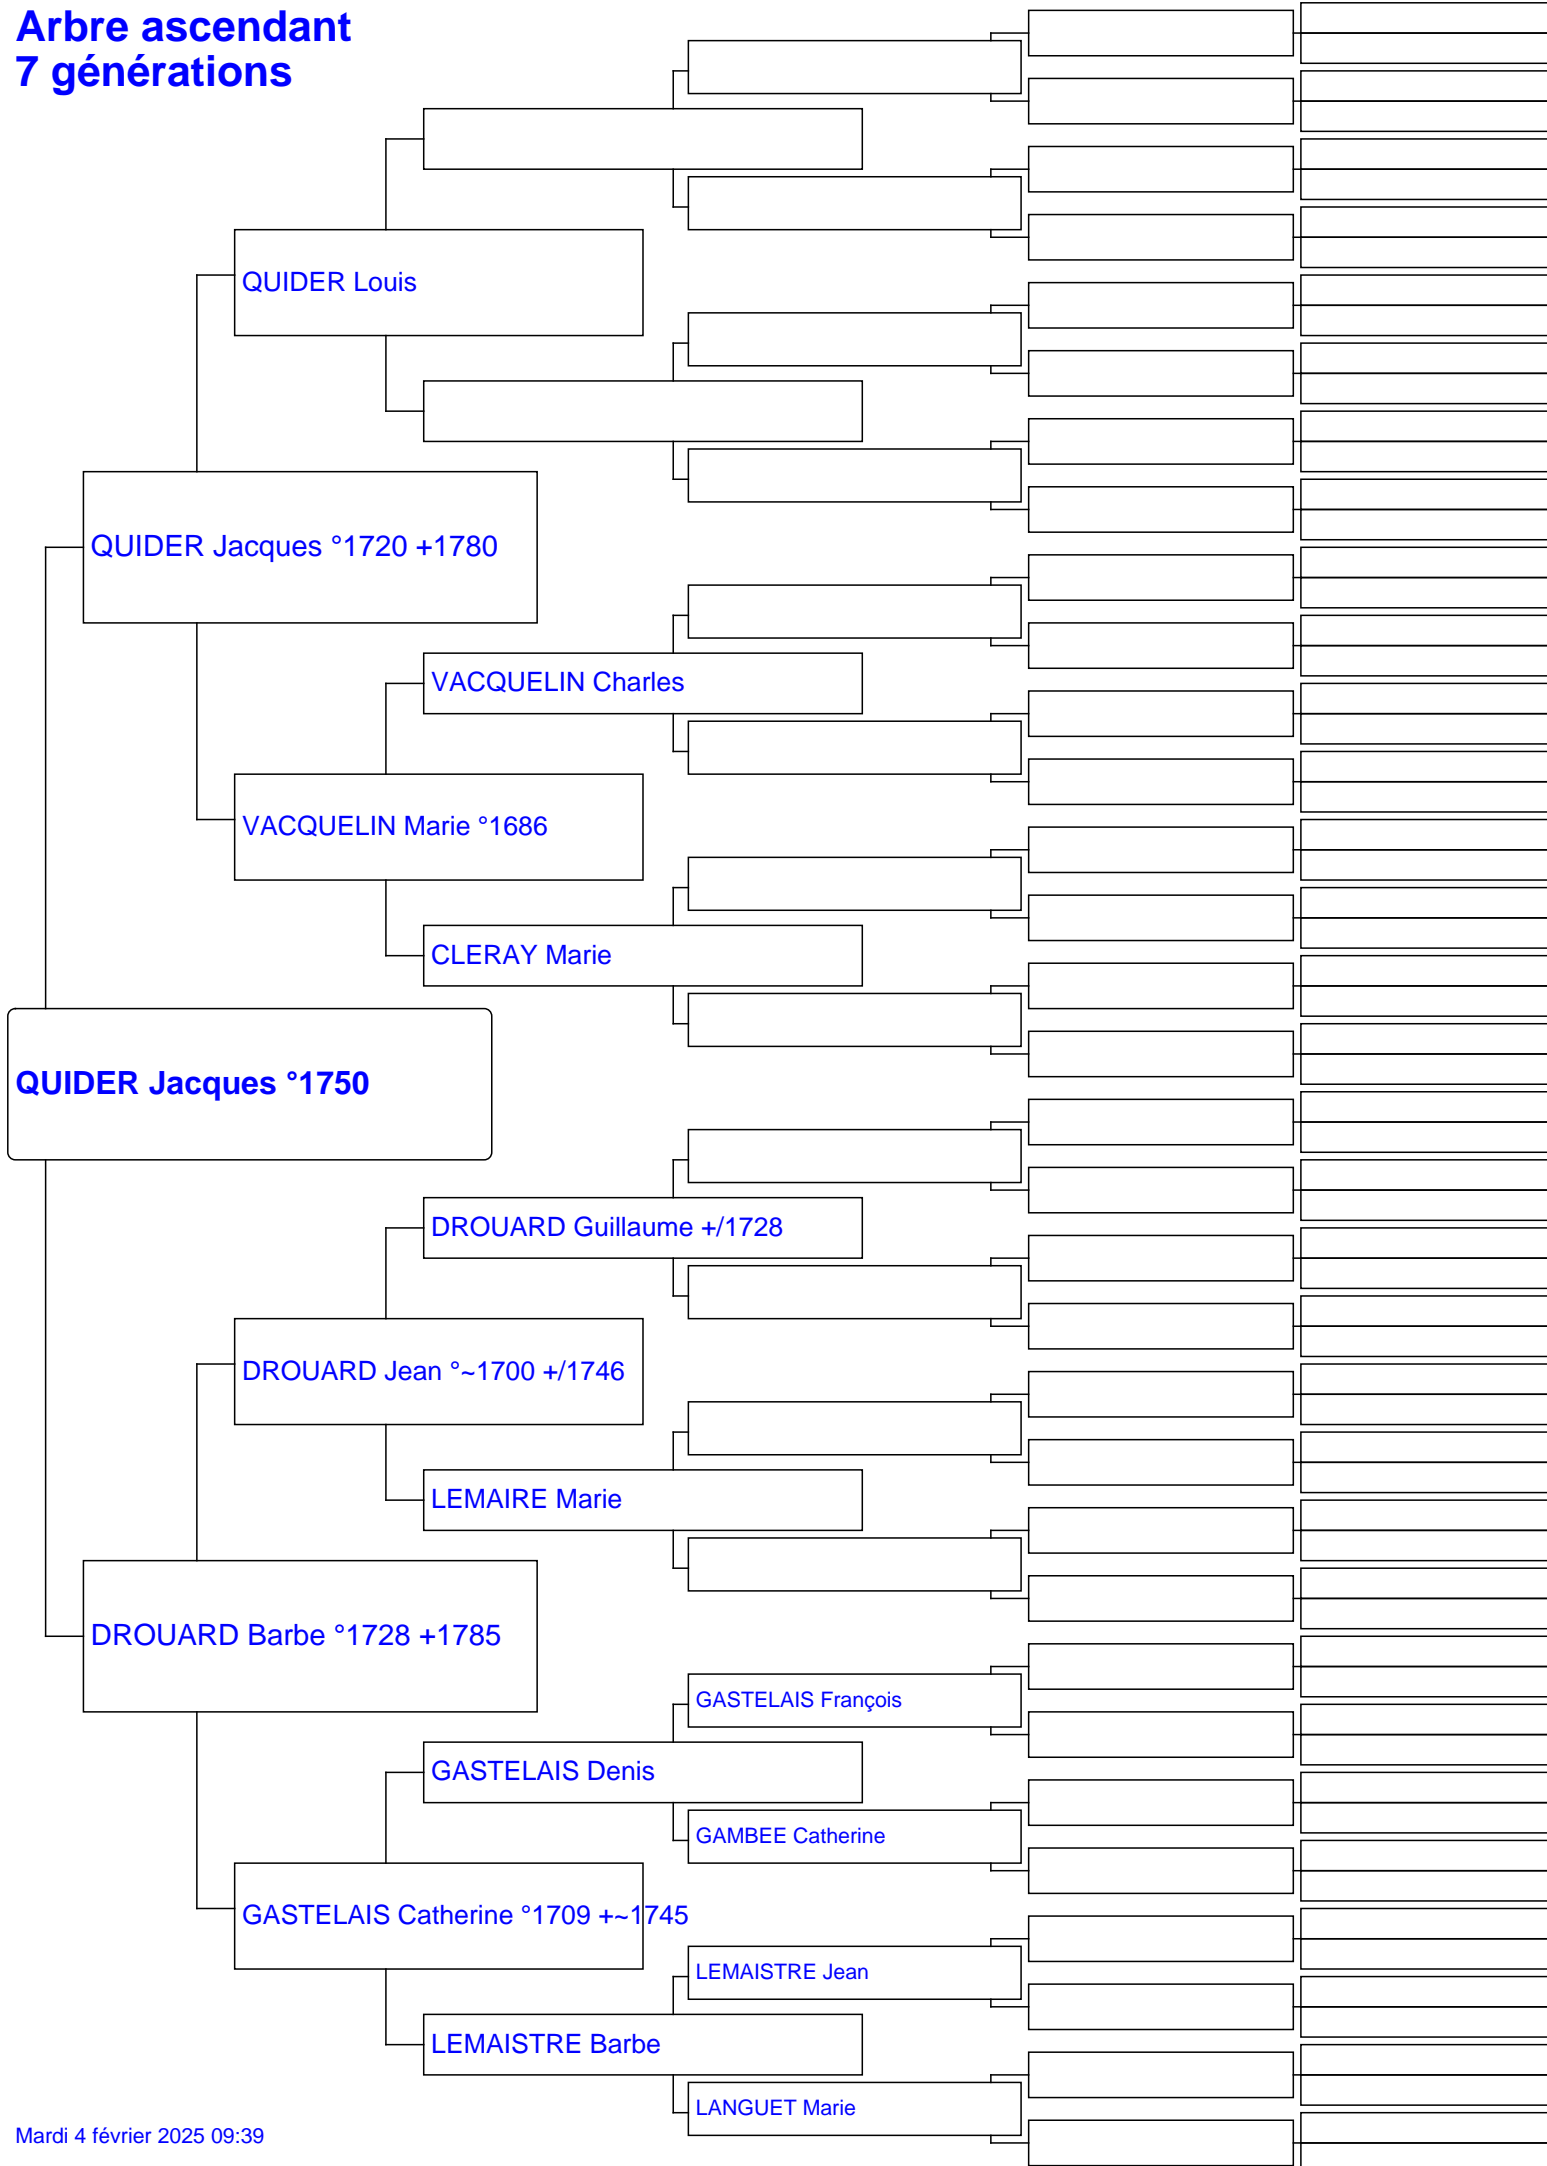 Arbre ascendant
7 générations
QUIDER Louis
QUIDER Jacques °1720 +1780
VACQUELIN Charles
VACQUELIN Marie °1686
CLERAY Marie
QUIDER Jacques °1750
DROUARD Guillaume +/1728
DROUARD Jean °~1700 +/1746
LEMAIRE Marie
DROUARD Barbe °1728 +1785
GASTELAIS François
GASTELAIS Denis
GAMBEE Catherine
GASTELAIS Catherine °1709 +~1745
LEMAISTRE Jean
LEMAISTRE Barbe
LANGUET Marie
Mardi 4 février 2025 09:39